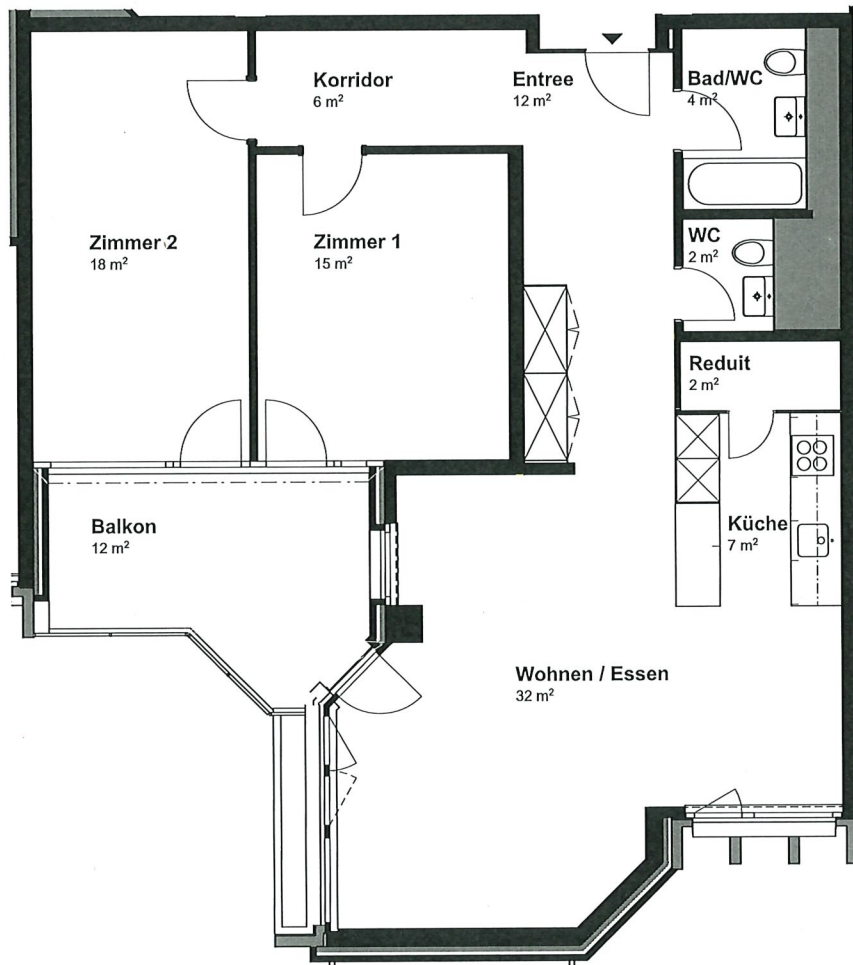 Korridor
6 m²
Entree
12 m²
Bad/WC
4 m²
Zimmer 2
18 m²
Zimmer 1
15 m²
WC
2 m²
Reduit
2 m²
Balkon
12 m²
Küche
7 m²
Wohnen / Essen
32 m²